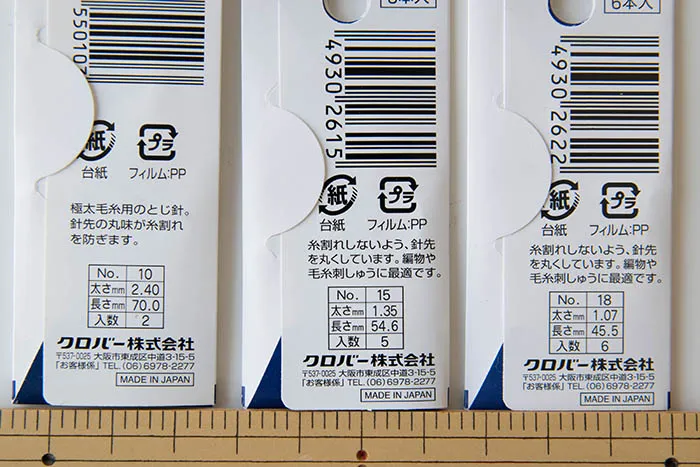 55010
紙
プラ
台紙
フィルム:PP
極太毛糸用のとじ針。
針先の丸味が糸割れ
を防ぎます。
No. 10
太さmm 2.40
長さmm 70.0
入数 2
クロバー株式会社
〒537-0025 大阪市東成区中道3-15-5
「お客様係」TEL.(06)6978-2277
MADE IN JAPAN
4930 2615
紙
プラ
台紙
フィルム:PP
糸割れしないよう、針先
を丸くしています。編物や
毛糸刺しゅうに最適です。
No. 15
太さmm 1.35
長さmm 54.6
入数 5
クロバー株式会社
〒537-0025 大阪市東成区中道3-15-5
「お客様係」TEL.(06)6978-2277
MADE IN JAPAN
6本入
4930 2622
紙
プラ
台紙
フィルム:PP
糸割れしないよう、針先
を丸くしています。編物や
毛糸刺しゅうに最適です。
No. 18
太さmm 1.07
長さmm 45.5
入数 6
クロバー株式会社
〒537-0025 大阪市東成区中道3-15-5
「お客様係」TEL.(06)6978-2277
MADE IN JAPAN